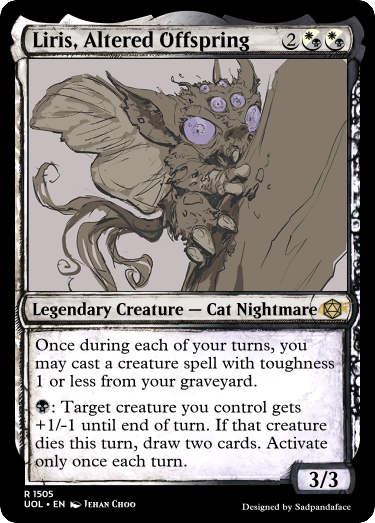 Liris, Altered Offspring 2
Legendary Creature — Cat Nightmare
Once during each of your turns, you
may cast a creature spell with toughness
1 or less from your graveyard.
: Target creature you control gets
+1/-1 until end of turn. If that creature
dies this turn, draw two cards. Activate
only once each turn.
3/3
R 1505
UOL • EN Jehan Choo
Designed by Sadpandaface